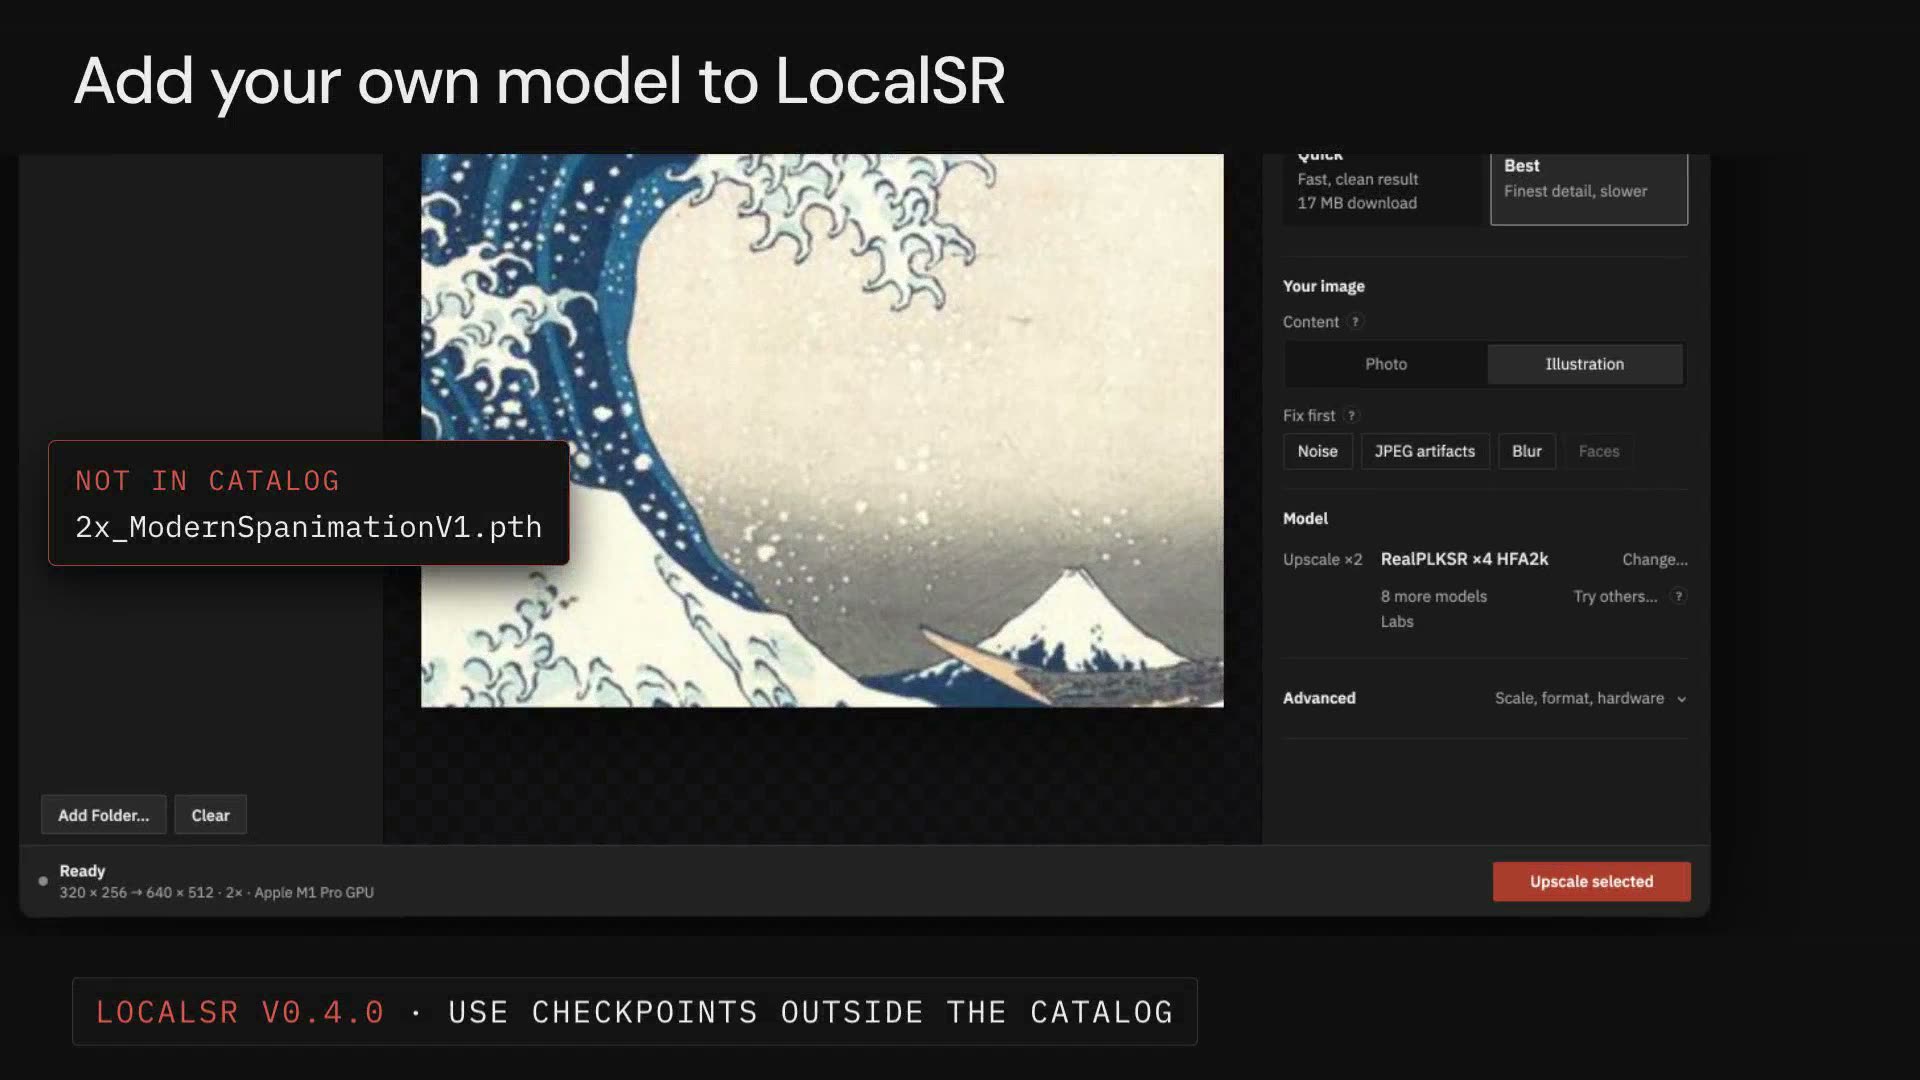 Add your own model to LocalSR
Quick
Fast, clean result
17 MB download
Best
Finest detail, slower
Your image
Content ?
Photo
Illustration
Fix first ?
Noise
JPEG artifacts
Blur
Faces
Model
Upscale ×2 RealPLKSR ×4 HFA2k Change...
8 more models Try others... ?
Labs
Advanced Scale, format, hardware
NOT IN CATALOG
2x_ModernSpanimationV1.pth
Add Folder...
Clear
Ready
320 × 256 → 640 × 512 · 2× · Apple M1 Pro GPU
Upscale selected
LOCALSR V0.4.0 · USE CHECKPOINTS OUTSIDE THE CATALOG